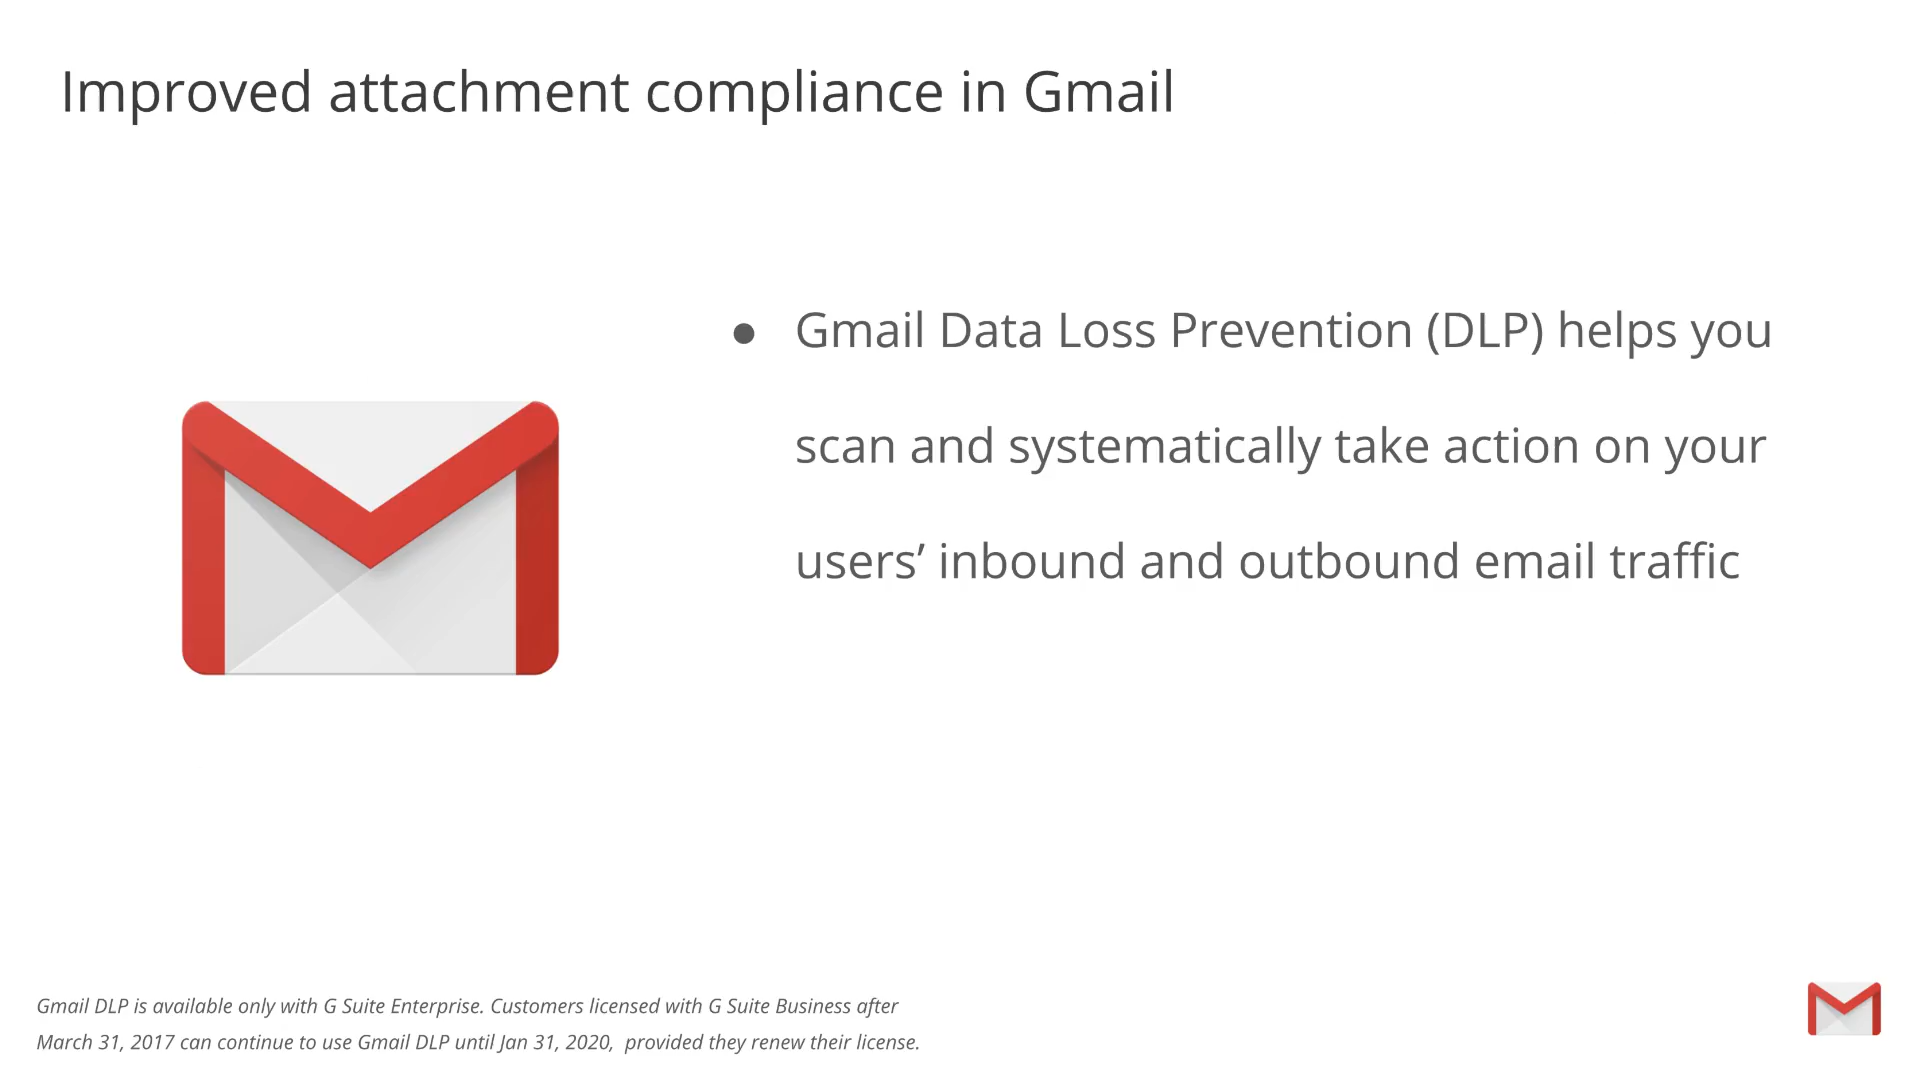 Improved attachment compliance in Gmail
● Gmail Data Loss Prevention (DLP) helps you
scan and systematically take action on your
users’ inbound and outbound email traffic
Gmail DLP is available only with G Suite Enterprise. Customers licensed with G Suite Business after
March 31, 2017 can continue to use Gmail DLP until Jan 31, 2020,  provided they renew their license.